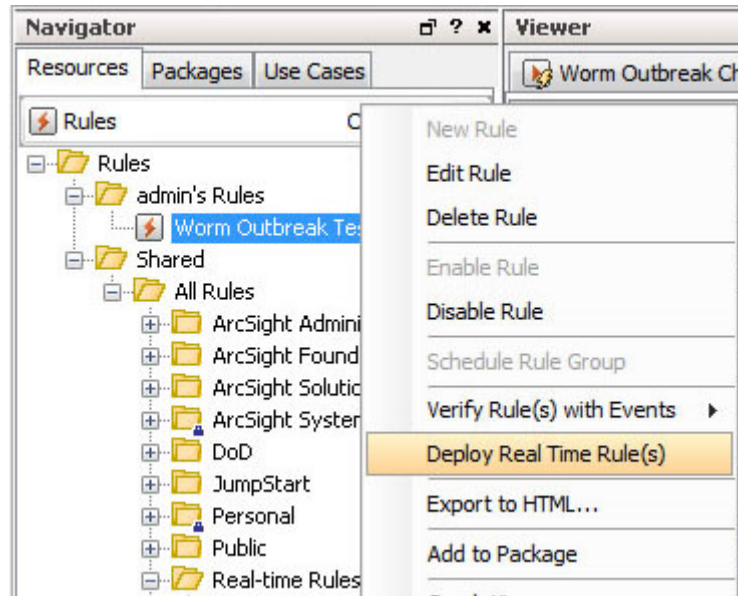 Navigator
Viewer
Resources
Packages
Use Cases
Worm Outbreak Ch
Rules
New Rule
Rules
Edit Rule
admin's Rules
Delete Rule
Worm Outbreak Te
Shared
Enable Rule
All Rules
Disable Rule
ArcSight Admini
ArcSight Found
Schedule Rule Group
ArcSight Solutio
Verify Rule(s) with Events
ArcSight System
DoD
Deploy Real Time Rule(s)
JumpStart
Export to HTML...
Personal
Public
Add to Package
Real-time Rules